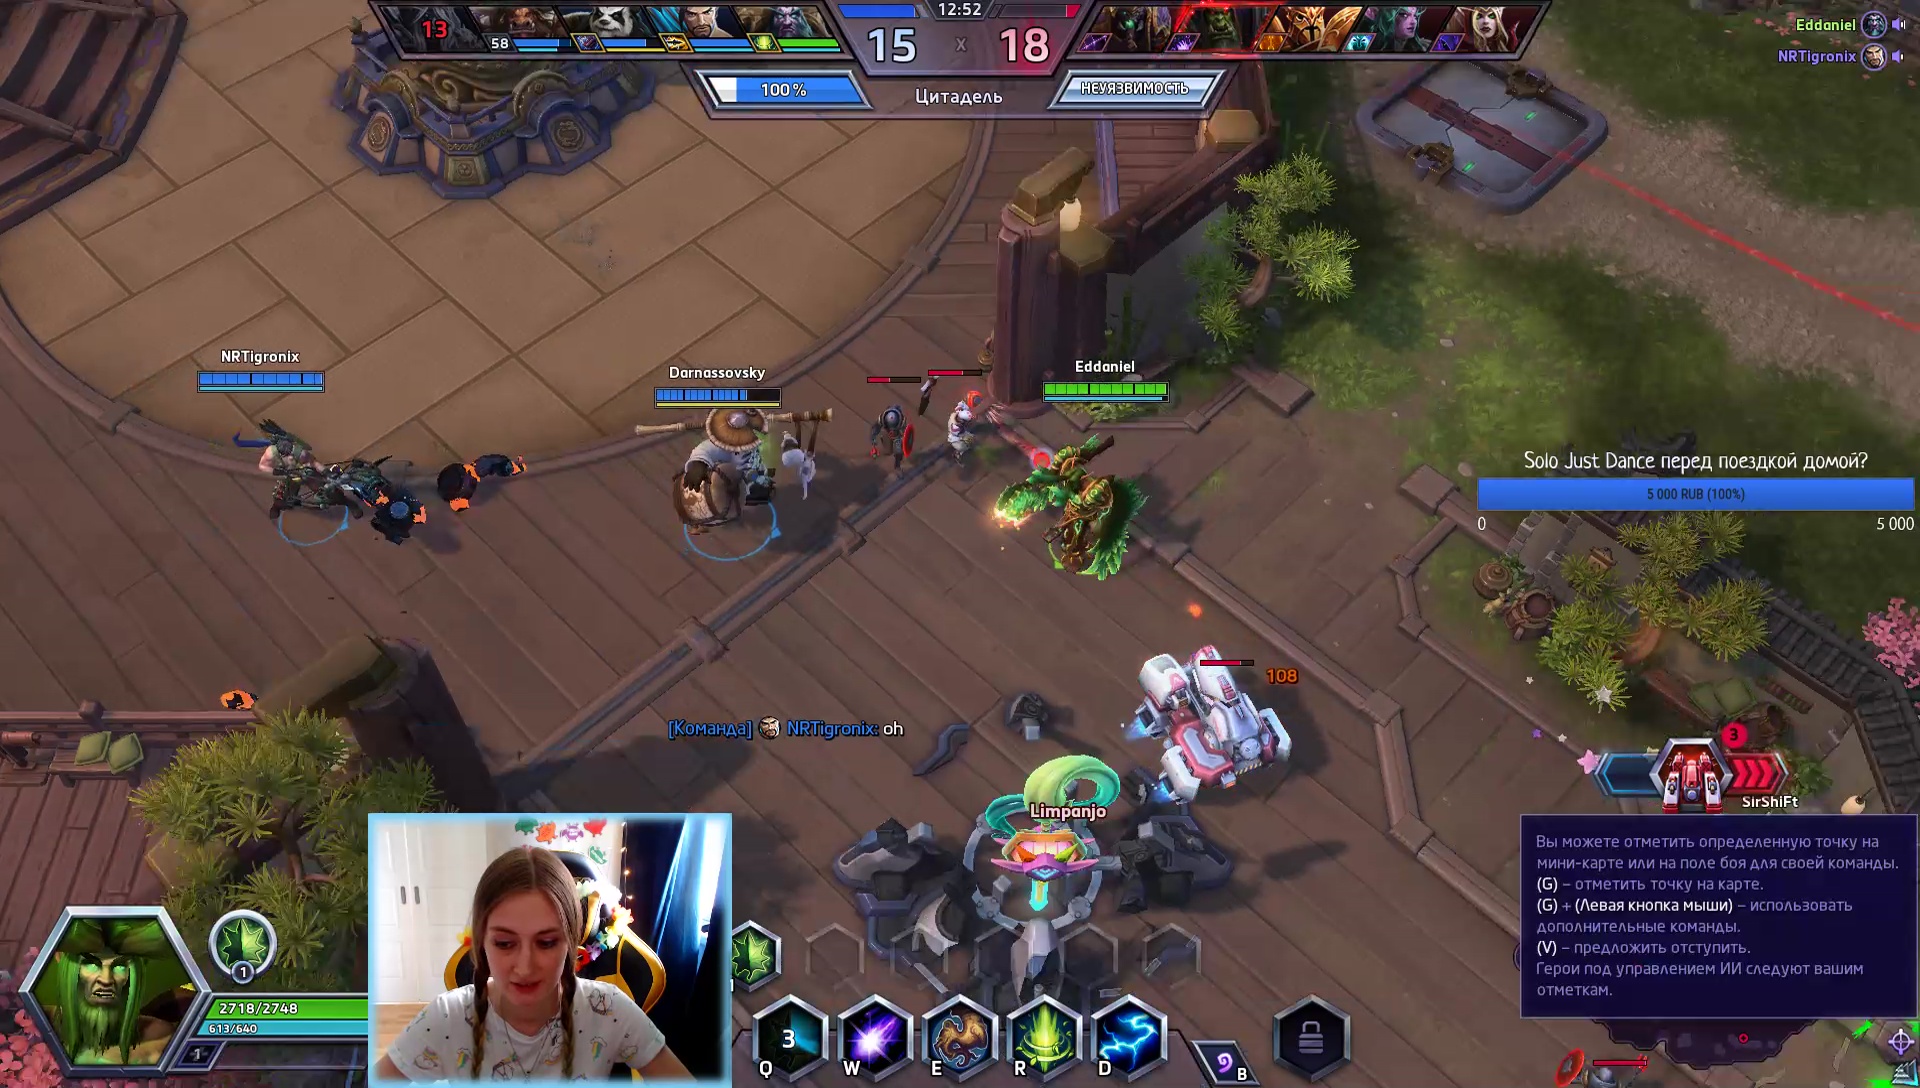 13
58
15
x
18
12:52
100%
Цитадель
НЕУЯЗВИМОСТЬ
Eddaniel
NRTigronix
NRTigronix
Darnassovsky
Eddaniel
Solo Just Dance перед поездкой домой?
5 000 RUB (100%)
0
5 000
108
[Команда] NRTigronix: oh
Limpanjo
3
SirShiFt
Вы можете отметить определенную точку на
мини-карте или на поле боя для своей команды.
(G) – отметить точку на карте.
(G) + (Левая кнопка мыши) – использовать
дополнительные команды.
(V) – предложить отступить.
Герои под управлением ИИ следуют вашим
отметкам.
1
2718/2748
613/640
-1-
1
3
Q
W
E
R
D
B